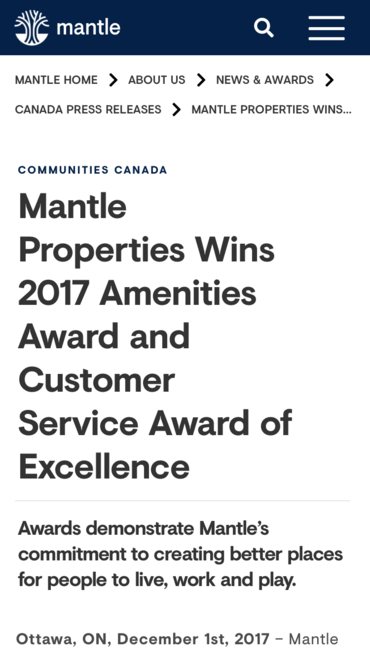 mantle
MANTLE HOME > ABOUT US > NEWS & AWARDS >
CANADA PRESS RELEASES > MANTLE PROPERTIES WINS...
COMMUNITIES CANADA
Mantle
Properties Wins
2017 Amenities
Award and
Customer
Service Award of
Excellence
Awards demonstrate Mantle's
commitment to creating better places
for people to live, work and play.
Ottawa, ON, December 1st, 2017 – Mantle